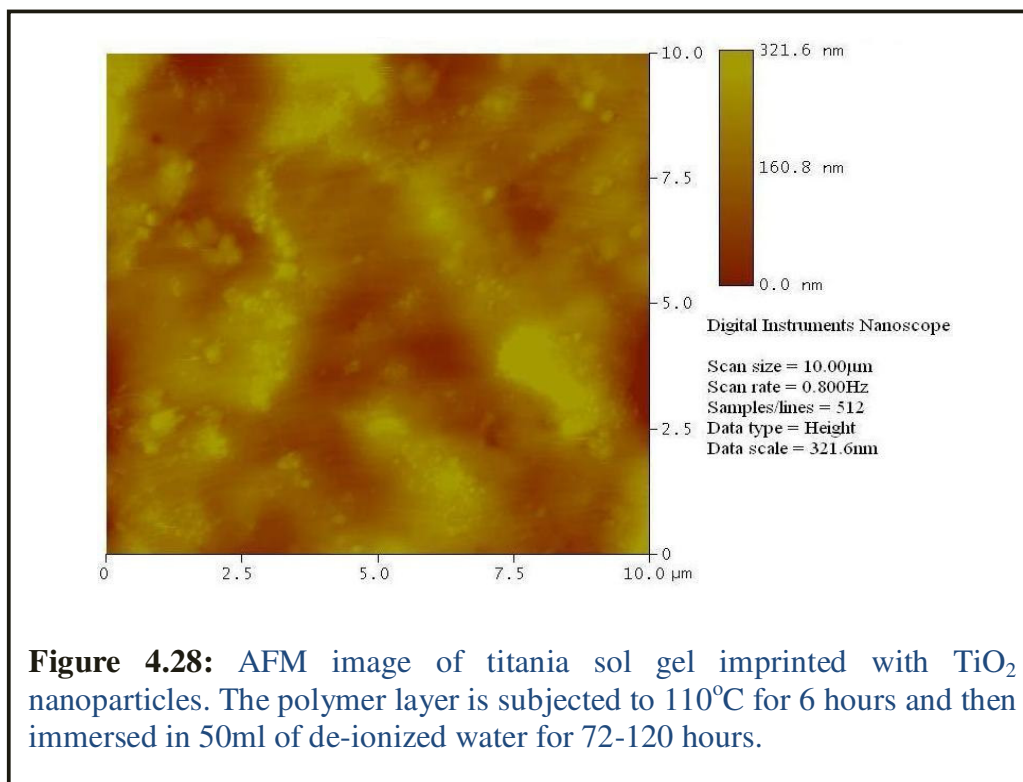 321.6 nm
160.8 nm
0.0 nm
10.0
7.5
5.0
2.5
0
0 2.5 5.0 7.5 10.0 µm
Digital Instruments Nanoscope
Scan size = 10.00µm
Scan rate = 0.800Hz
Samples/lines = 512
Data type = Height
Data scale = 321.6nm
Figure 4.28: AFM image of titania sol gel imprinted with TiO₂
nanoparticles. The polymer layer is subjected to 110°C for 6 hours and then
immersed in 50ml of de-ionized water for 72-120 hours.